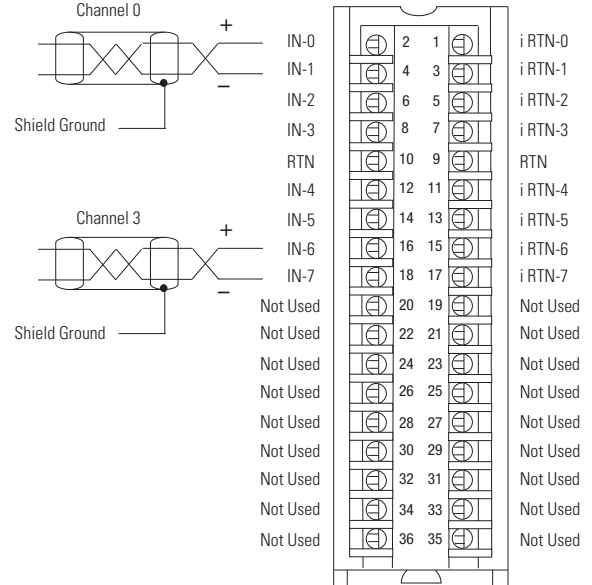 Channel 0
+
–
Shield Ground
Channel 3
+
–
Shield Ground
IN-0 2 1 i RTN-0
IN-1 4 3 i RTN-1
IN-2 6 5 i RTN-2
IN-3 8 7 i RTN-3
RTN 10 9 RTN
IN-4 12 11 i RTN-4
IN-5 14 13 i RTN-5
IN-6 16 15 i RTN-6
IN-7 18 17 i RTN-7
Not Used 20 19 Not Used
Not Used 22 21 Not Used
Not Used 24 23 Not Used
Not Used 26 25 Not Used
Not Used 28 27 Not Used
Not Used 30 29 Not Used
Not Used 32 31 Not Used
Not Used 34 33 Not Used
Not Used 36 35 Not Used